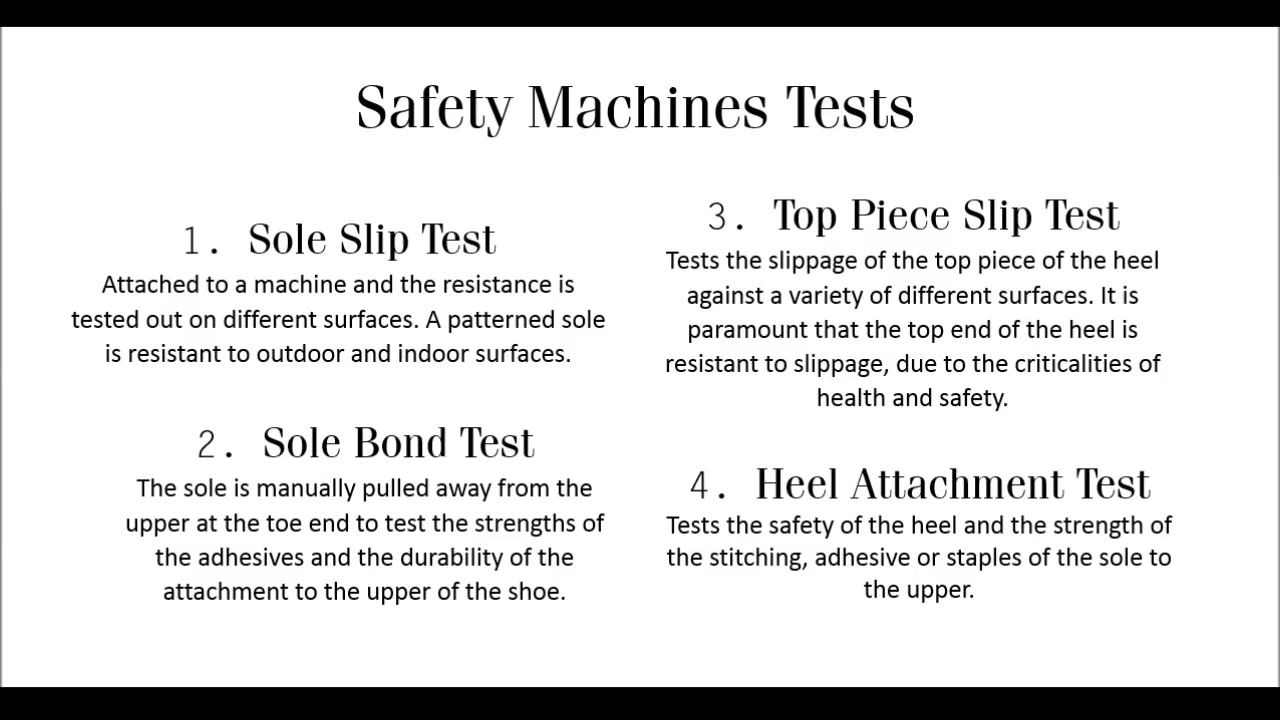 Safety Machines Tests
1. Sole Slip Test
Attached to a machine and the resistance is
tested out on different surfaces. A patterned sole
is resistant to outdoor and indoor surfaces.
2. Sole Bond Test
The sole is manually pulled away from the
upper at the toe end to test the strengths of
the adhesives and the durability of the
attachment to the upper of the shoe.
3. Top Piece Slip Test
Tests the slippage of the top piece of the heel
against a variety of different surfaces. It is
paramount that the top end of the heel is
resistant to slippage, due to the criticalities of
health and safety.
4. Heel Attachment Test
Tests the safety of the heel and the strength of
the stitching, adhesive or staples of the sole to
the upper.